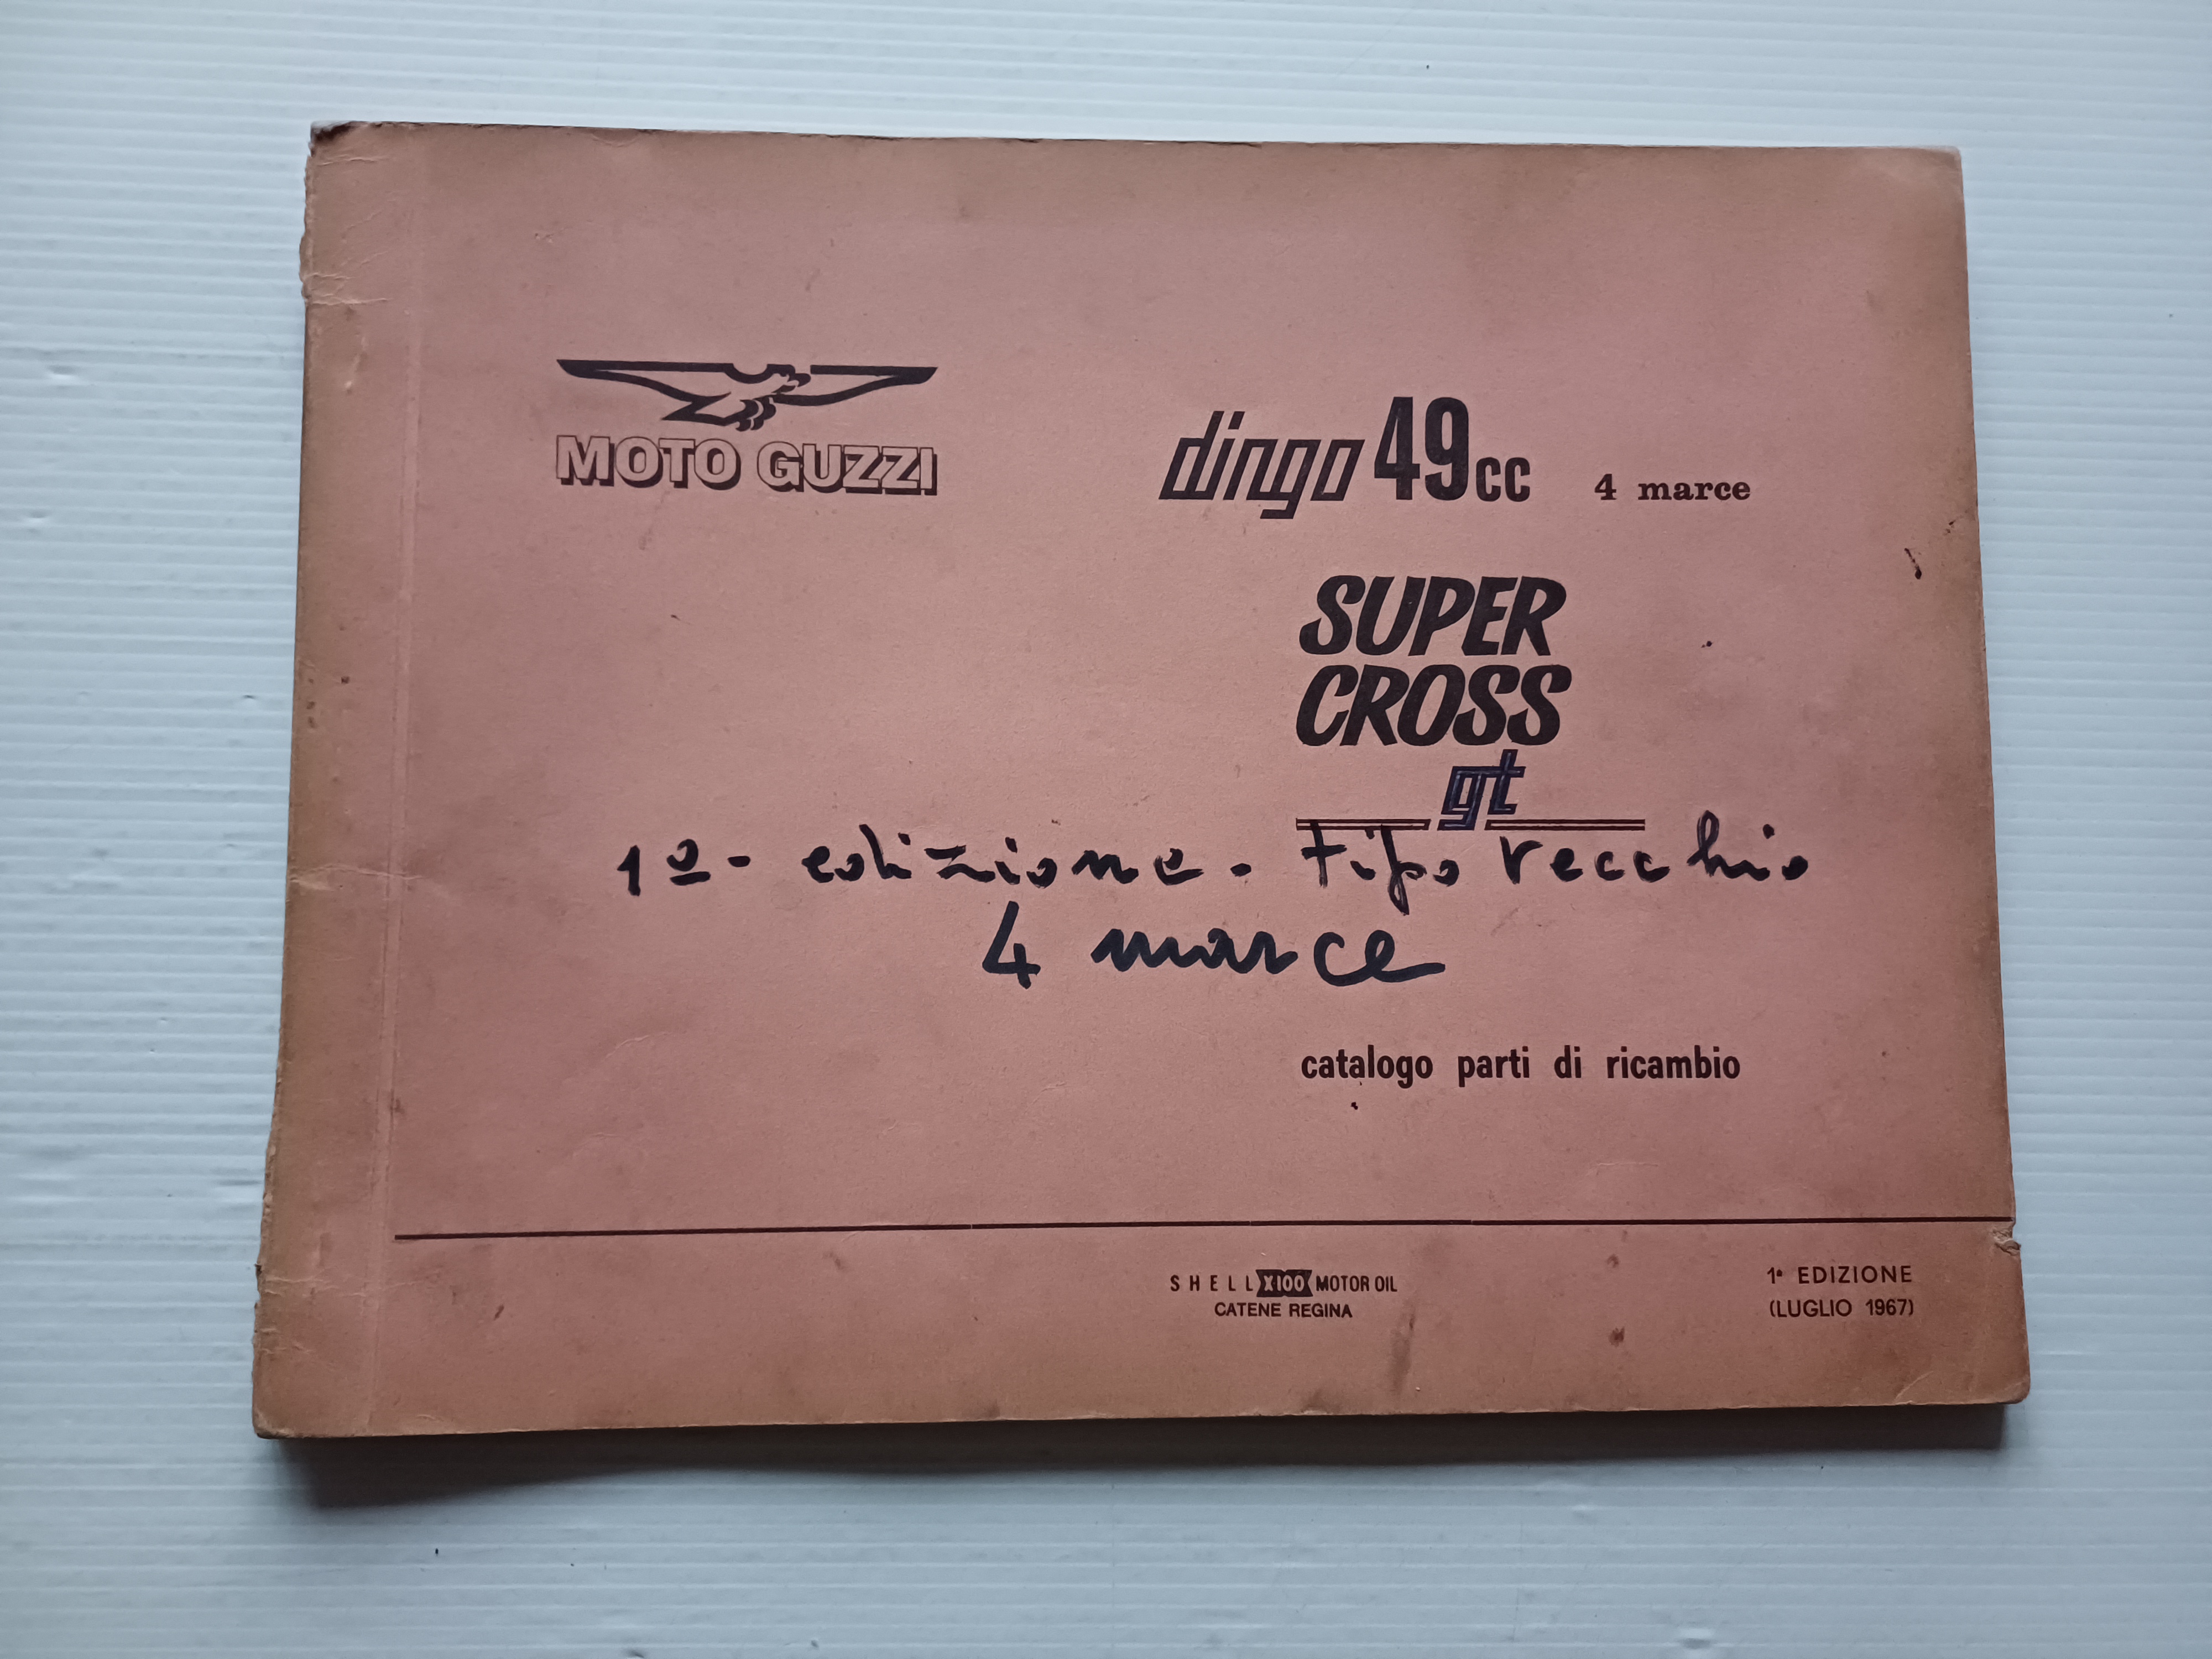 MOTO GUZZI
dingo 49cc 4 marce
SUPER
CROSS
gt
1ª - edizione - tipo vecchio
4 marce
catalogo parti di ricambio
SHELL X100 MOTOR OIL
CATENE REGINA
1ª EDIZIONE
(LUGLIO 1967)